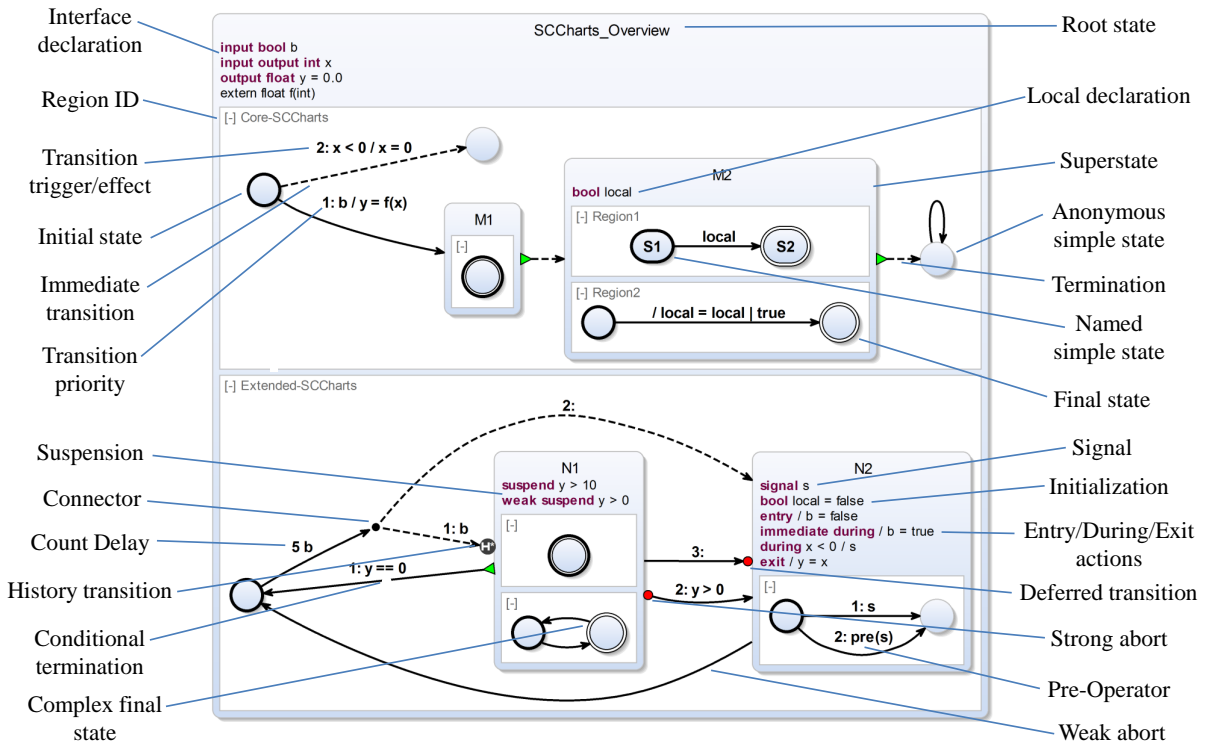 Interface
declaration
Region ID
Transition
trigger/effect
Initial state
Immediate
transition
Transition
priority
Suspension
Connector
Count Delay
History transition
Conditional
termination
Complex final
state
SCCharts_Overview
input bool b
input output int x
output float y = 0.0
extern float f(int)
[-] Core-SCCharts
2: x < 0 / x = 0
1: b / y = f(x)
M1
[-]
M2
bool local
[-] Region1
S1
local
S2
[-] Region2
/ local = local | true
[-] Extended-SCCharts
2:
5 b
1: b
H*
1: y == 0
N1
suspend y > 10
weak suspend y > 0
[-]
[-]
3:
2: y > 0
N2
signal s
bool local = false
entry / b = false
immediate during / b = true
during x < 0 / s
exit / y = x
[-]
1: s
2: pre(s)
Root state
Local declaration
Superstate
Anonymous
simple state
Termination
Named
simple state
Final state
Signal
Initialization
Entry/During/Exit
actions
Deferred transition
Strong abort
Pre-Operator
Weak abort